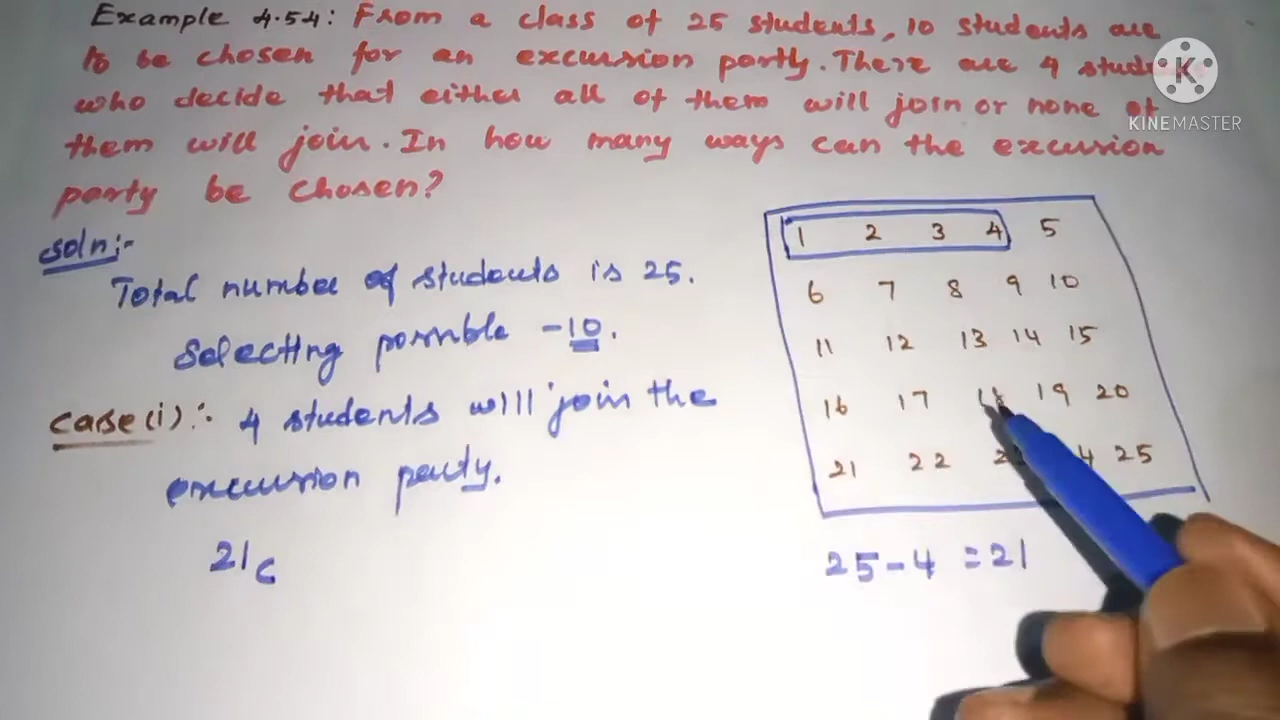 Example 4.54: From a class of 25 students, 10 students are
to be chosen for an excursion party. There are 4
who decide that either all of them will join or none of
them will join. In how many ways can the excursion
party be chosen?
K
KINEMASTER
Soln:-
Total number of students is 25.
Selecting possible - 10.
Case(i):- 4 students will join the
excursion party.
21c
1 2 3 4 5
6 7 8 9 10
11 12 13 14 15
16 17 18 19 20
21 22 25
25 - 4 = 21